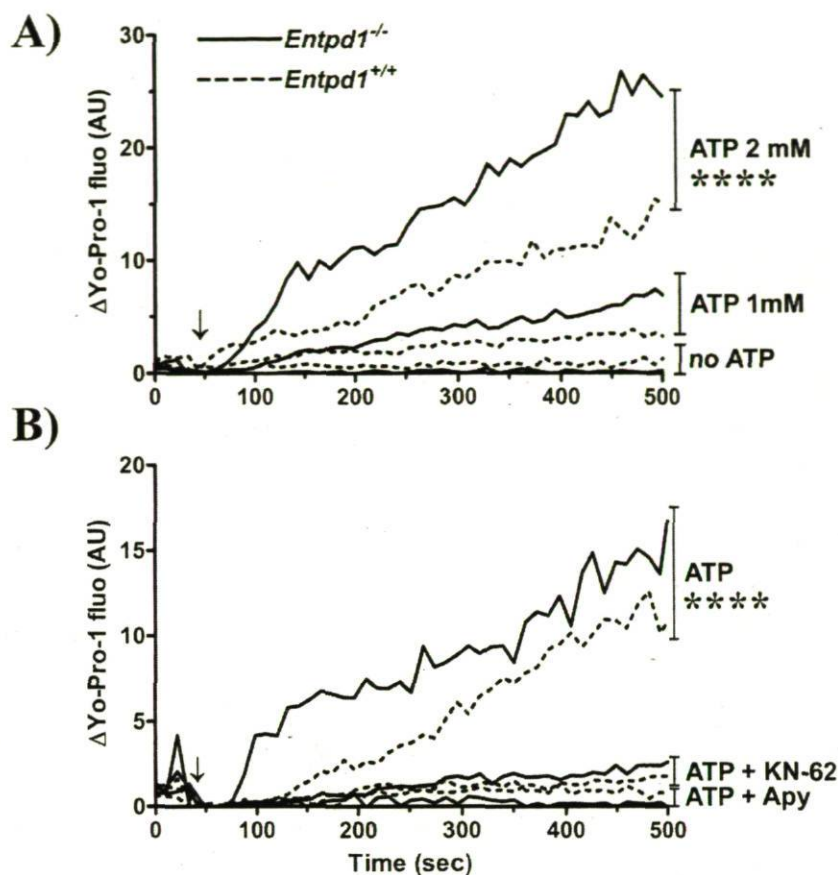 A)
Entpd1-/-
Entpd1+/+
ΔYo-Pro-1 fluo (AU)
30
20
10
0
↓
ATP 2 mM
****
ATP 1mM
no ATP
0 100 200 300 400 500
B)
ΔYo-Pro-1 fluo (AU)
20
15
10
5
0
↓
ATP
****
ATP + KN-62
ATP + Apy
0 100 200 300 400 500
Time (sec)